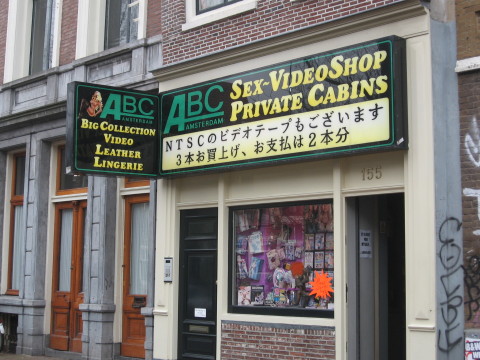 ABC
AMSTERDAM
BIG COLLECTION
VIDEO
LEATHER
LINGERIE
ABC
AMSTERDAM
SEX-VIDEOSHOP
PRIVATE CABINS
NTSCのビデオテープもございます
3本お買上げ、お支払は2本分
155